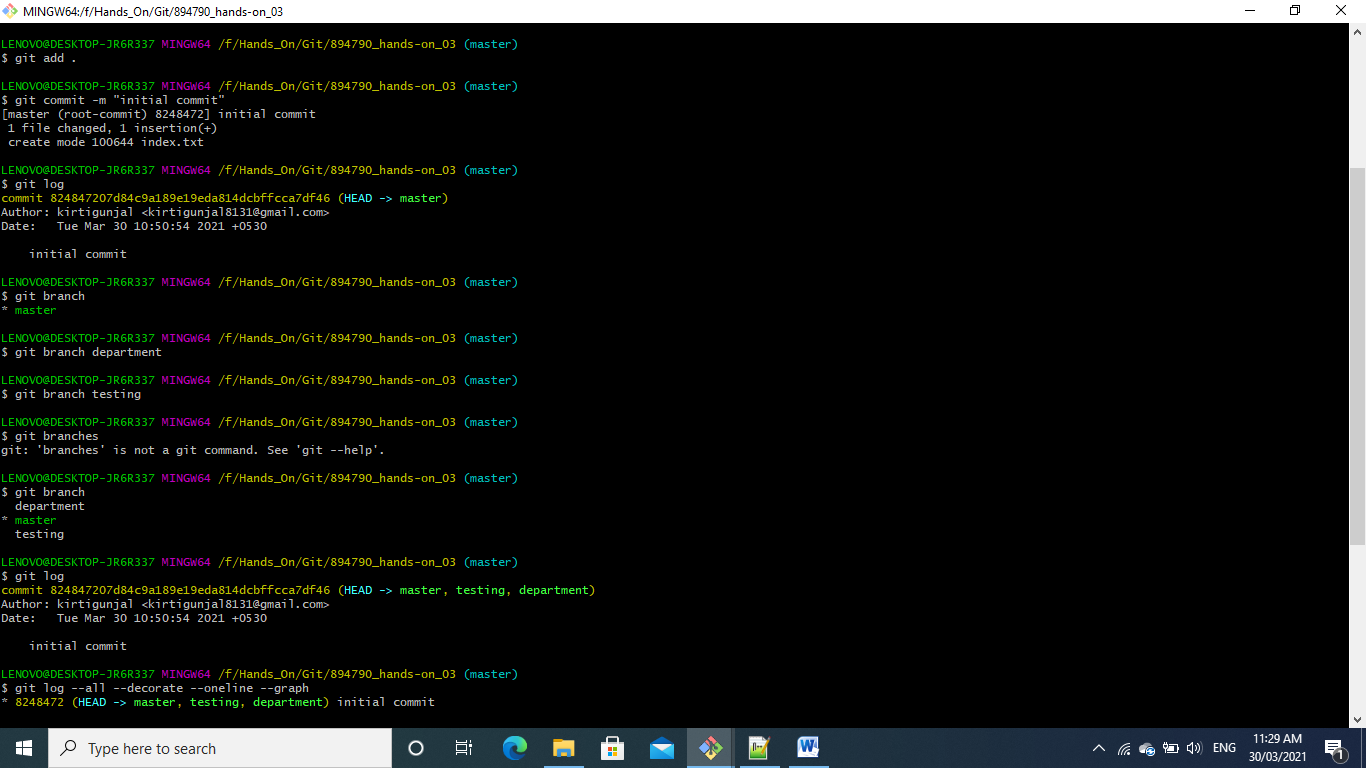 MINGW64:/f/Hands_On/Git/894790_hands-on_03
LENOVO@DESKTOP-JR6R337 MINGW64 /f/Hands_On/Git/894790_hands-on_03 (master)
$ git add .
LENOVO@DESKTOP-JR6R337 MINGW64 /f/Hands_On/Git/894790_hands-on_03 (master)
$ git commit -m "initial commit"
[master (root-commit) 8248472] initial commit
 1 file changed, 1 insertion(+)
 create mode 100644 index.txt
LENOVO@DESKTOP-JR6R337 MINGW64 /f/Hands_On/Git/894790_hands-on_03 (master)
$ git log
commit 824847207d84c9a189e19eda814dcbffcca7df46 (HEAD -> master)
Author: kirtigunjal <kirtigunjal8131@gmail.com>
Date:   Tue Mar 30 10:50:54 2021 +0530
    initial commit
LENOVO@DESKTOP-JR6R337 MINGW64 /f/Hands_On/Git/894790_hands-on_03 (master)
$ git branch
* master
LENOVO@DESKTOP-JR6R337 MINGW64 /f/Hands_On/Git/894790_hands-on_03 (master)
$ git branch department
LENOVO@DESKTOP-JR6R337 MINGW64 /f/Hands_On/Git/894790_hands-on_03 (master)
$ git branch testing
LENOVO@DESKTOP-JR6R337 MINGW64 /f/Hands_On/Git/894790_hands-on_03 (master)
$ git branches
git: 'branches' is not a git command. See 'git --help'.
LENOVO@DESKTOP-JR6R337 MINGW64 /f/Hands_On/Git/894790_hands-on_03 (master)
$ git branch
  department
* master
  testing
LENOVO@DESKTOP-JR6R337 MINGW64 /f/Hands_On/Git/894790_hands-on_03 (master)
$ git log
commit 824847207d84c9a189e19eda814dcbffcca7df46 (HEAD -> master, testing, department)
Author: kirtigunjal <kirtigunjal8131@gmail.com>
Date:   Tue Mar 30 10:50:54 2021 +0530
    initial commit
LENOVO@DESKTOP-JR6R337 MINGW64 /f/Hands_On/Git/894790_hands-on_03 (master)
$ git log --all --decorate --oneline --graph
* 8248472 (HEAD -> master, testing, department) initial commit
Type here to search
ENG
11:29 AM
30/03/2021
1